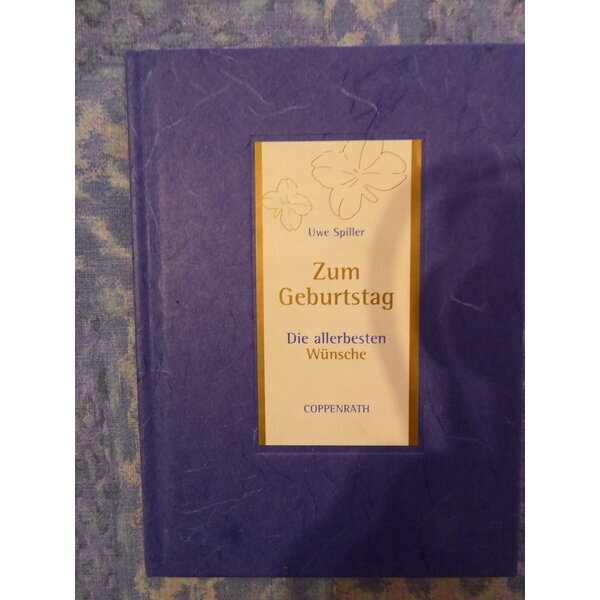 Uwe Spiller
Zum
Geburtstag
Die allerbesten
Wünsche
COPPENRATH